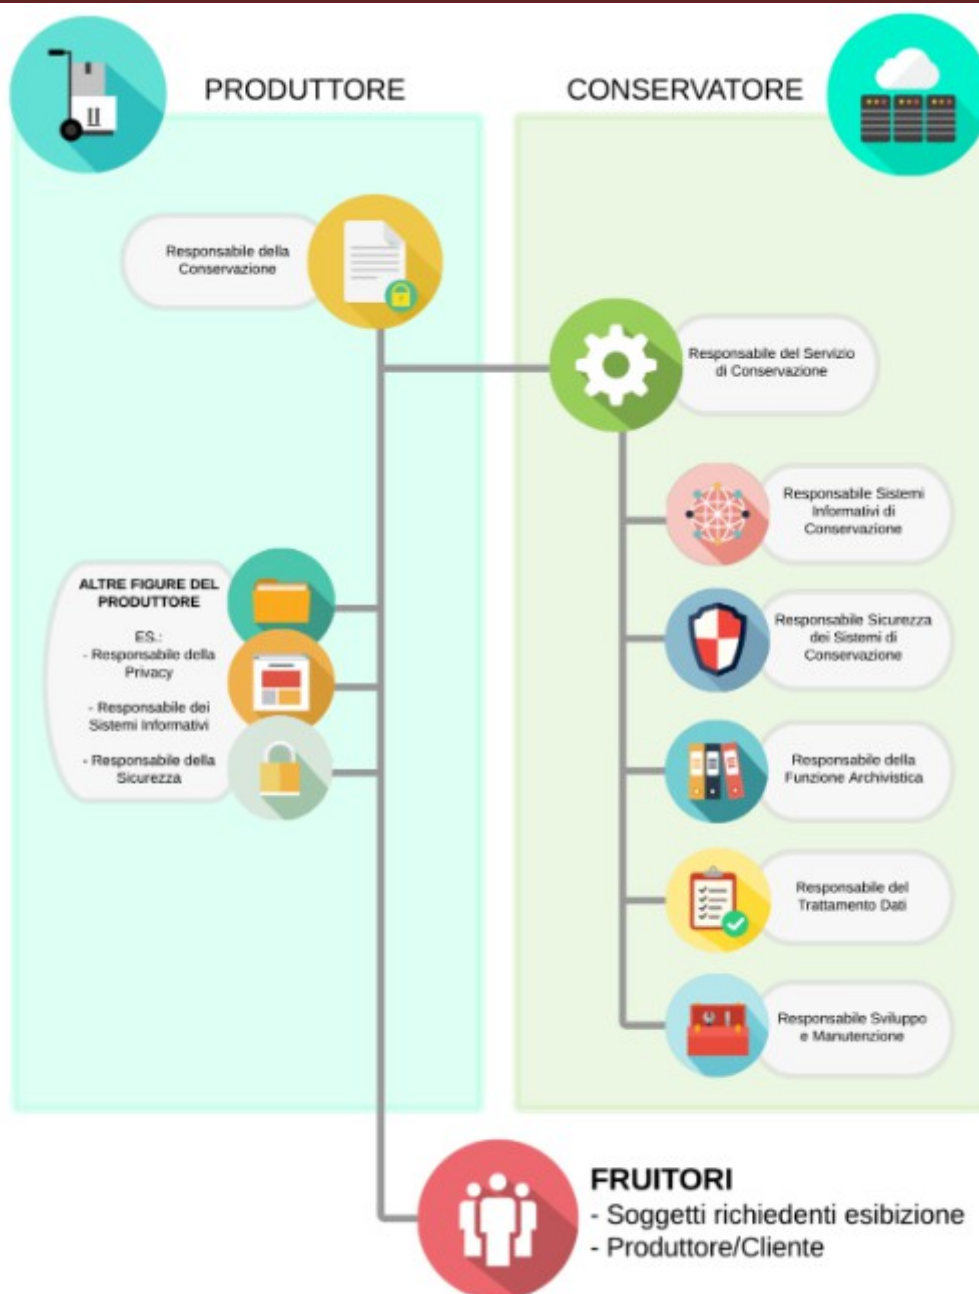 PRODUTTORE
CONSERVATORE
Responsabile della
Conservazione
Responsabile del Servizio
di Conservazione
Responsabile Sistemi
Informativi di
Conservazione
ALTRE FIGURE DEL
PRODUTTORE
ES.:
- Responsabile della
Privacy
- Responsabile dei
Sistemi Informativi
- Responsabile della
Sicurezza
Responsabile Sicurezza
dei Sistemi di
Conservazione
Responsabile della
Funzione Archivistica
Responsabile del
Trattamento Dati
Responsabile Sviluppo
e Manutenzione
FRUITORI
- Soggetti richiedenti esibizione
- Produttore/Cliente